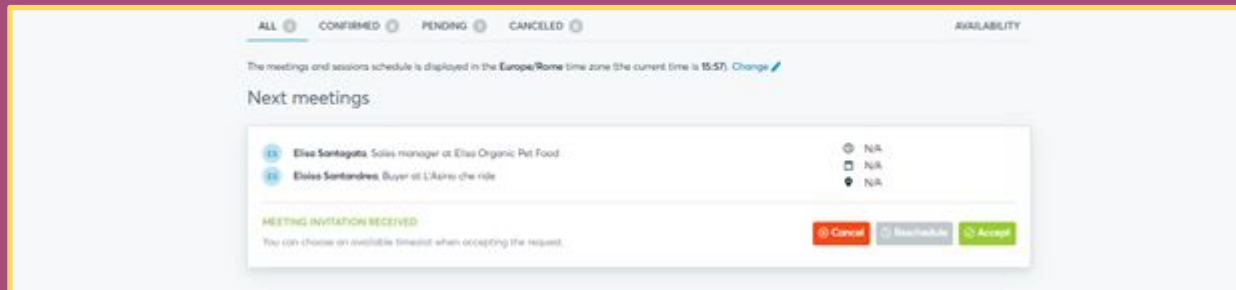 ALL CONFIRMED PENDING CANCELED AVAILABILITY
The meetings and sessions schedule is displayed in the Europe/Rome time zone (the current time is 15:57). Change
Next meetings
Elisa Santagata, Sales manager at Elisa Organic Pet Food
Eloisa Santandrea, Buyer at L'Asino che ride
N/A
N/A
N/A
MEETING INVITATION RECEIVED
You can choose an available timeslot when accepting the request.
Cancel Reschedule Accept